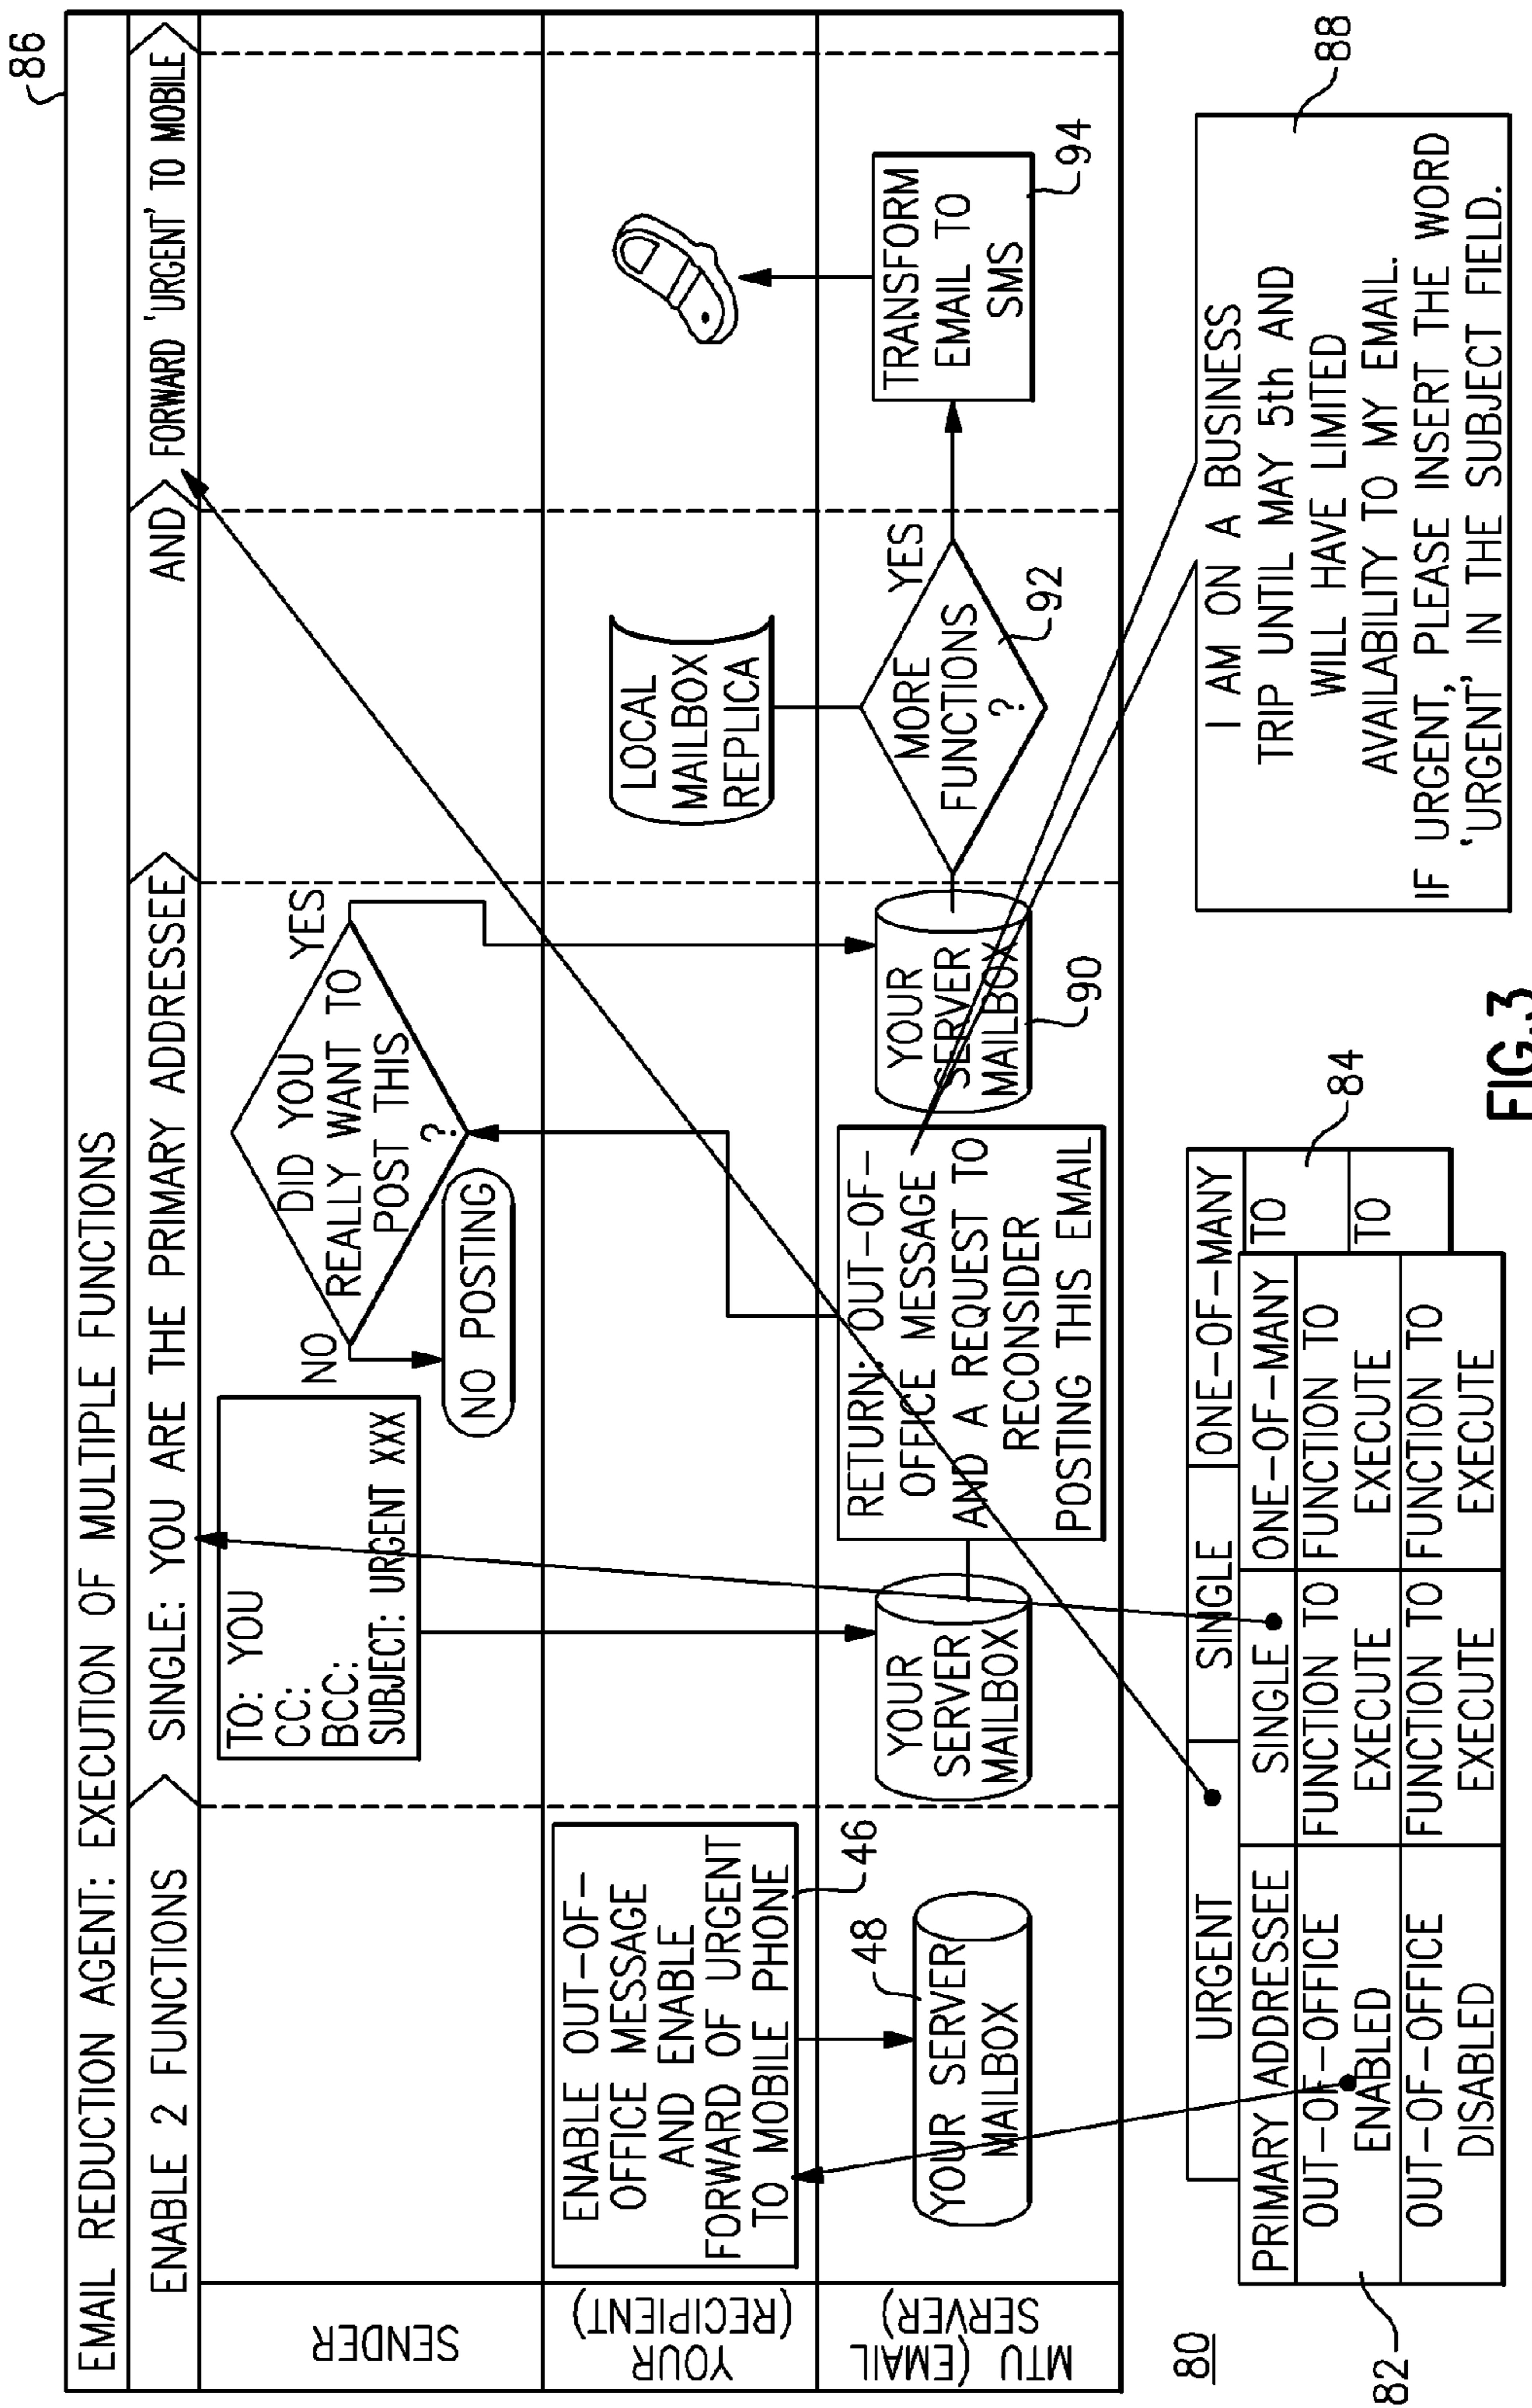 86
EMAIL REDUCTION AGENT: EXECUTION OF MULTIPLE FUNCTIONS
ENABLE 2 FUNCTIONS
SINGLE: YOU ARE THE PRIMARY ADDRESSEE
AND
FORWARD 'URGENT' TO MOBILE
SENDER
TO: YOU
CC:
BCC:
SUBJECT: URGENT XXX
NO
DID YOU
REALLY WANT TO
POST THIS
?
YES
NO POSTING
YOUR
(RECIPIENT)
ENABLE OUT-OF-
OFFICE MESSAGE
AND ENABLE
FORWARD OF URGENT
TO MOBILE PHONE
46
LOCAL
MAILBOX
REPLICA
MTU (EMAIL
SERVER)
48
YOUR SERVER
MAILBOX
YOUR
SERVER
MAILBOX
RETURN: OUT-OF-
OFFICE MESSAGE
AND A REQUEST TO
RECONSIDER
POSTING THIS EMAIL
YOUR
SERVER
MAILBOX
90
MORE
FUNCTIONS
?
YES
92
TRANSFORM
EMAIL TO
SMS
94
80
URGENT
SINGLE
ONE-OF-MANY
PRIMARY ADDRESSEE
SINGLE
ONE-OF-MANY
TO
OUT-OF-OFFICE
ENABLED
FUNCTION TO
EXECUTE
FUNCTION TO
EXECUTE
TO
OUT-OF-OFFICE
DISABLED
FUNCTION TO
EXECUTE
FUNCTION TO
EXECUTE
82
84
I AM ON A BUSINESS
TRIP UNTIL MAY 5th AND
WILL HAVE LIMITED
AVAILABILITY TO MY EMAIL.
IF URGENT, PLEASE INSERT THE WORD
'URGENT' IN THE SUBJECT FIELD.
88
FIG.3